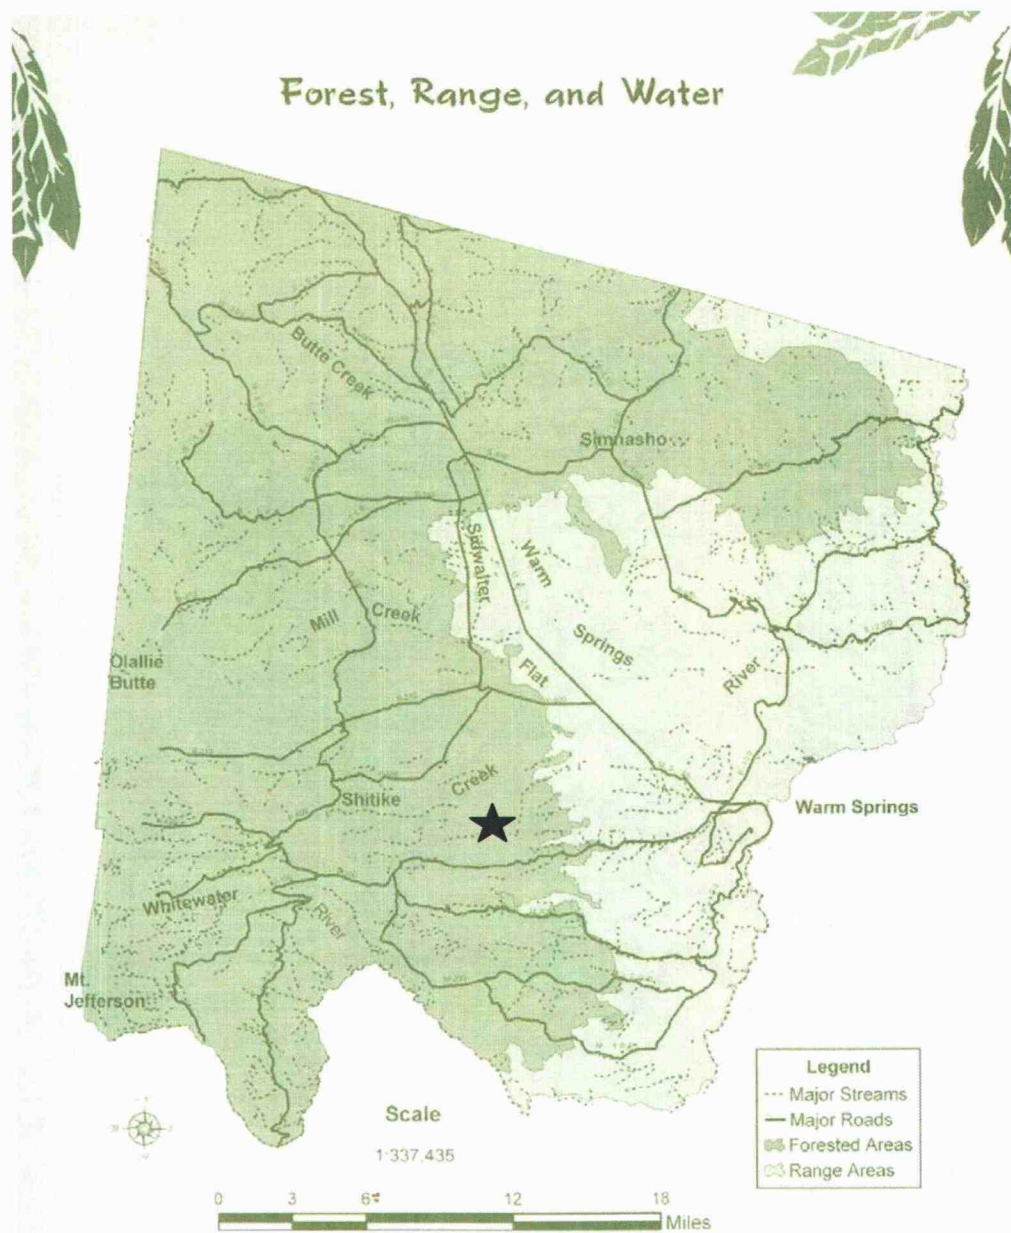 Forest, Range, and Water
Butte Creek
Simnasho
Sidwalter
Warm
Mill
Creek
Springs
Olallie
Butte
Flat
River
Creek
Shitike
Warm Springs
Whitewater
River
Mt.
Jefferson
Legend
Major Streams
Major Roads
Forested Areas
Range Areas
Scale
1:337,435
0 3 6 12 18
Miles